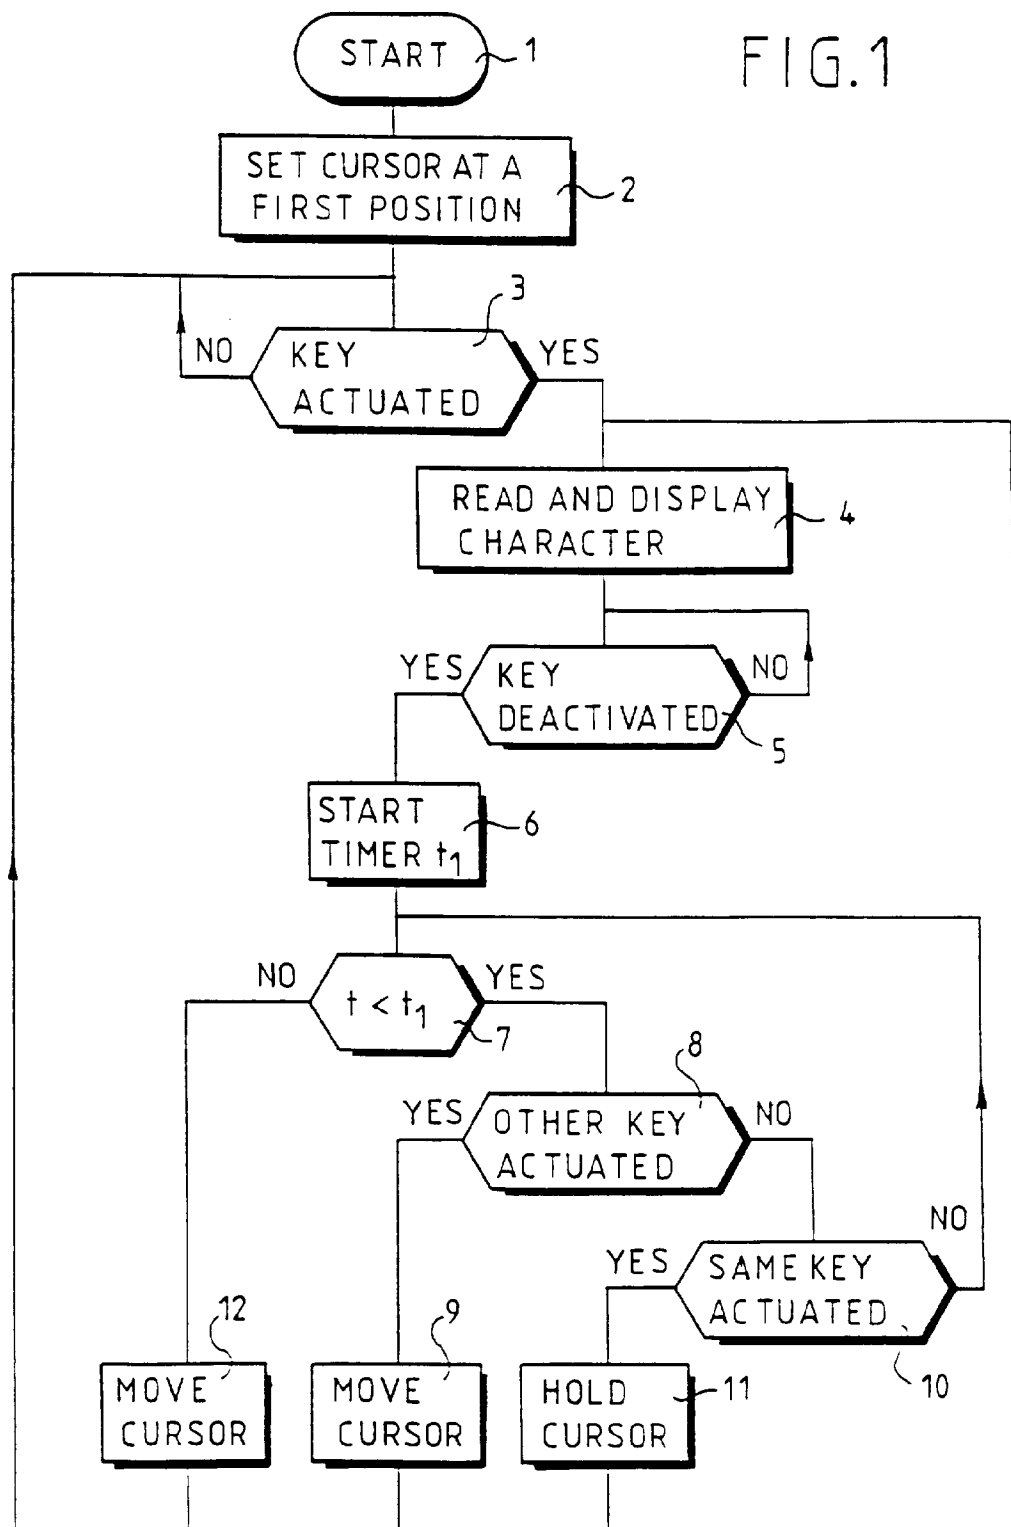 FIG.1
START
1
SET CURSOR AT A
FIRST POSITION
2
3
NO
KEY
ACTUATED
YES
READ AND DISPLAY
CHARACTER
4
YES
KEY
DEACTIVATED
NO
5
START
TIMER t1
6
NO
t < t1
YES
7
8
YES
OTHER KEY
ACTUATED
NO
NO
YES
SAME KEY
ACTUATED
10
12
MOVE
CURSOR
9
MOVE
CURSOR
HOLD
CURSOR
11